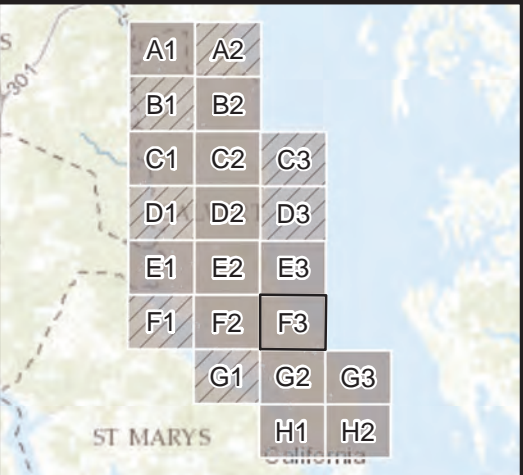 S
A1 A2
301
B1 B2
C1 C2 C3
D1 D2 D3
E1 E2 E3
F1 F2 F3
G1 G2 G3
ST MARYS
H1 H2
California